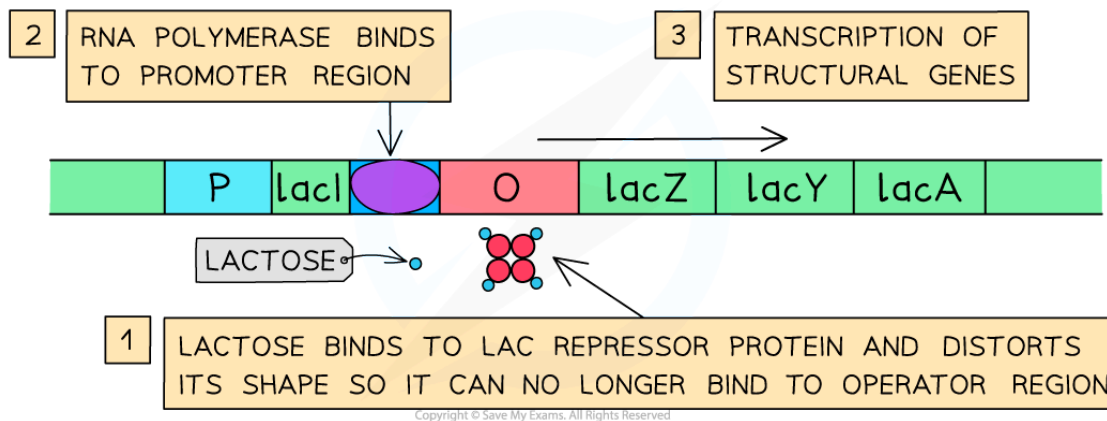 2
RNA POLYMERASE BINDS
TO PROMOTER REGION
3
TRANSCRIPTION OF
STRUCTURAL GENES
P
lacI
O
lacZ
lacY
lacA
LACTOSE
1
LACTOSE BINDS TO LAC REPRESSOR PROTEIN AND DISTORTS
ITS SHAPE SO IT CAN NO LONGER BIND TO OPERATOR REGION
Copyright © Save My Exams. All Rights Reserved